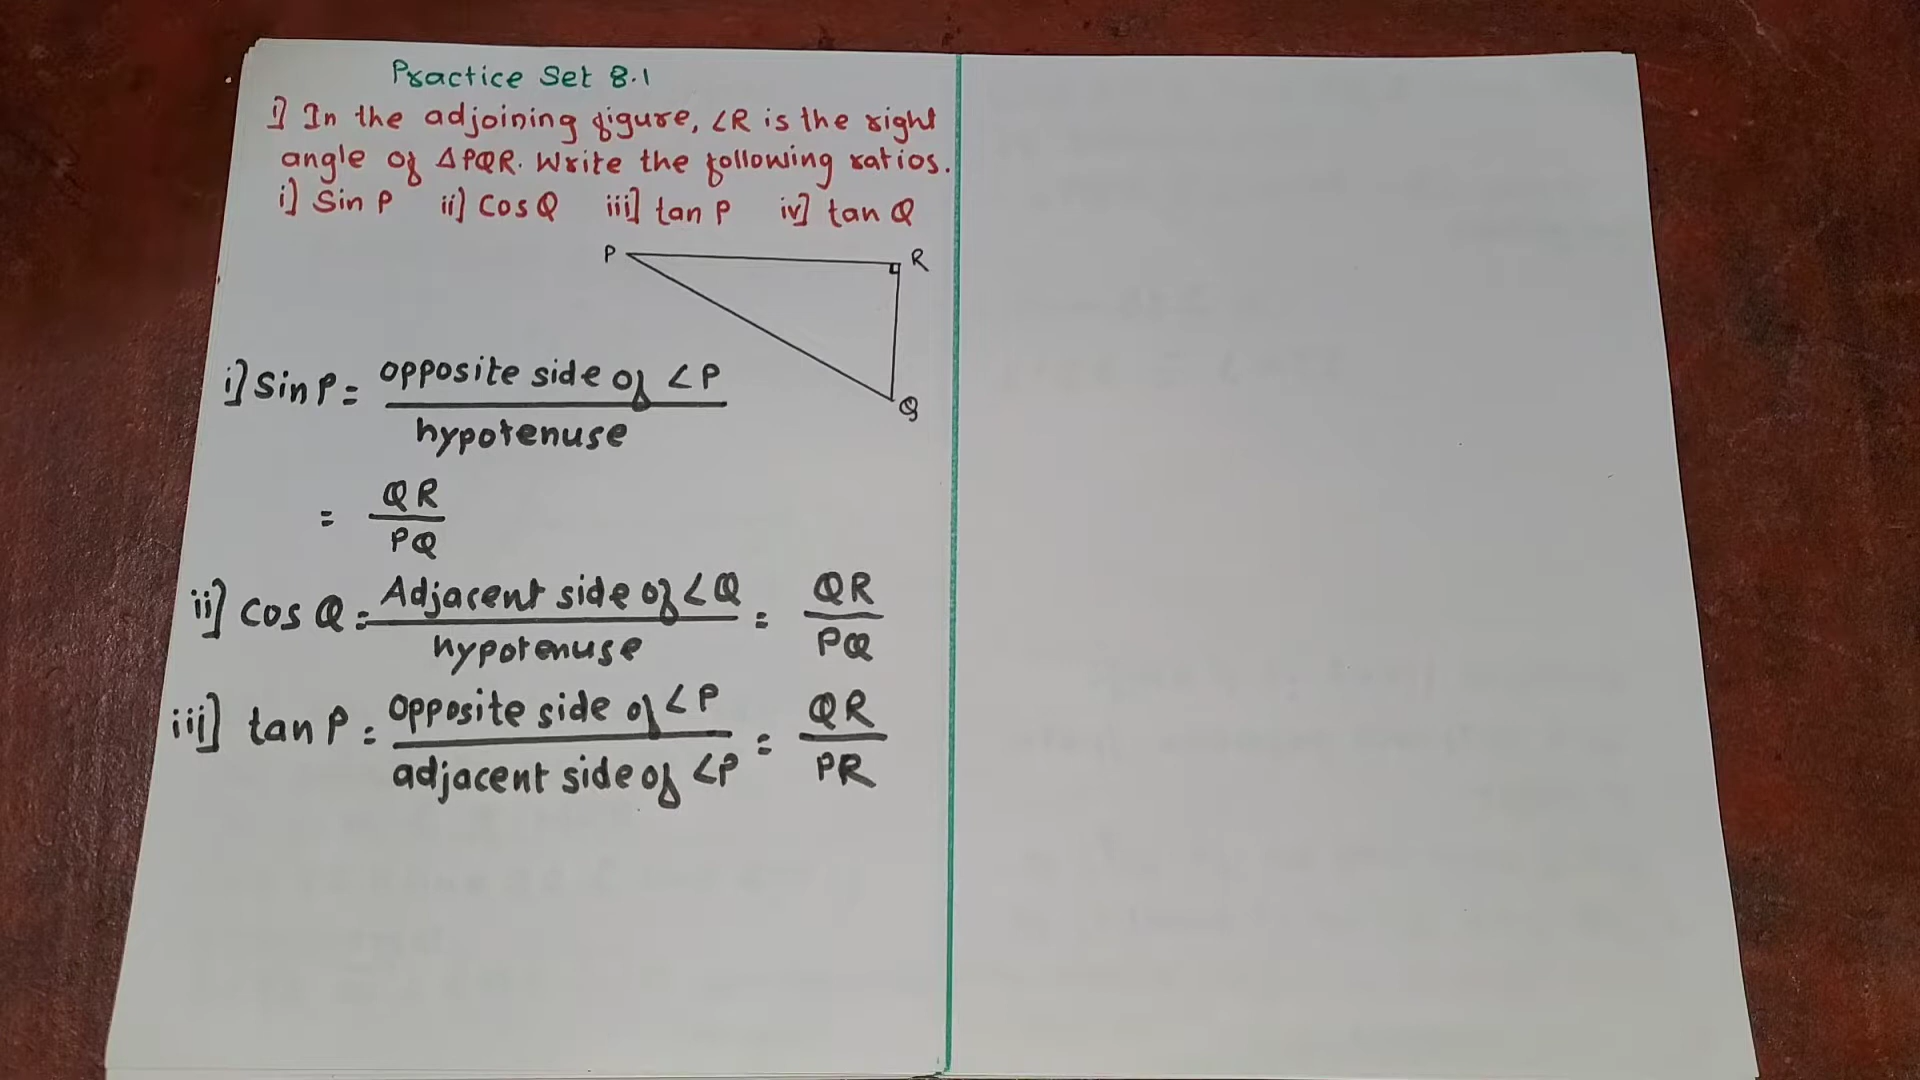 Practice Set 8.1
1] In the adjoining figure, ∠R is the right
angle of △PQR. Write the following ratios.
i] Sin P ii] Cos Q iii] tan P iv] tan Q
P
R
Q
i] Sin P = opposite side of ∠P / hypotenuse
= QR / PQ
ii] cos Q = Adjacent side of ∠Q / hypotenuse = QR / PQ
iii] tan P = opposite side of ∠P / adjacent side of ∠P = QR / PR